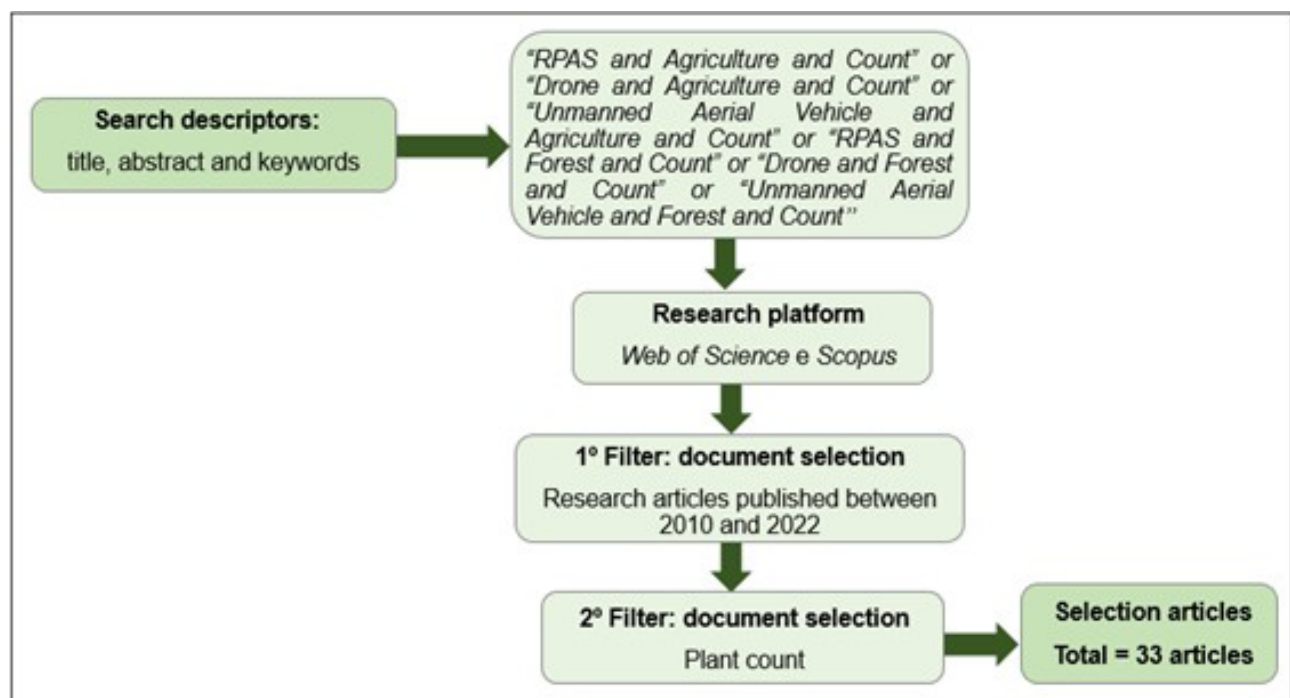 Search descriptors:
title, abstract and keywords
“RPAS and Agriculture and Count” or
“Drone and Agriculture and Count” or
“Unmanned Aerial Vehicle and
Agriculture and Count” or “RPAS and
Forest and Count” or “Drone and Forest
and Count” or “Unmanned Aerial
Vehicle and Forest and Count’’
Research platform
Web of Science e Scopus
1º Filter: document selection
Research articles published between
2010 and 2022
2º Filter: document selection
Plant count
Selection articles
Total = 33 articles